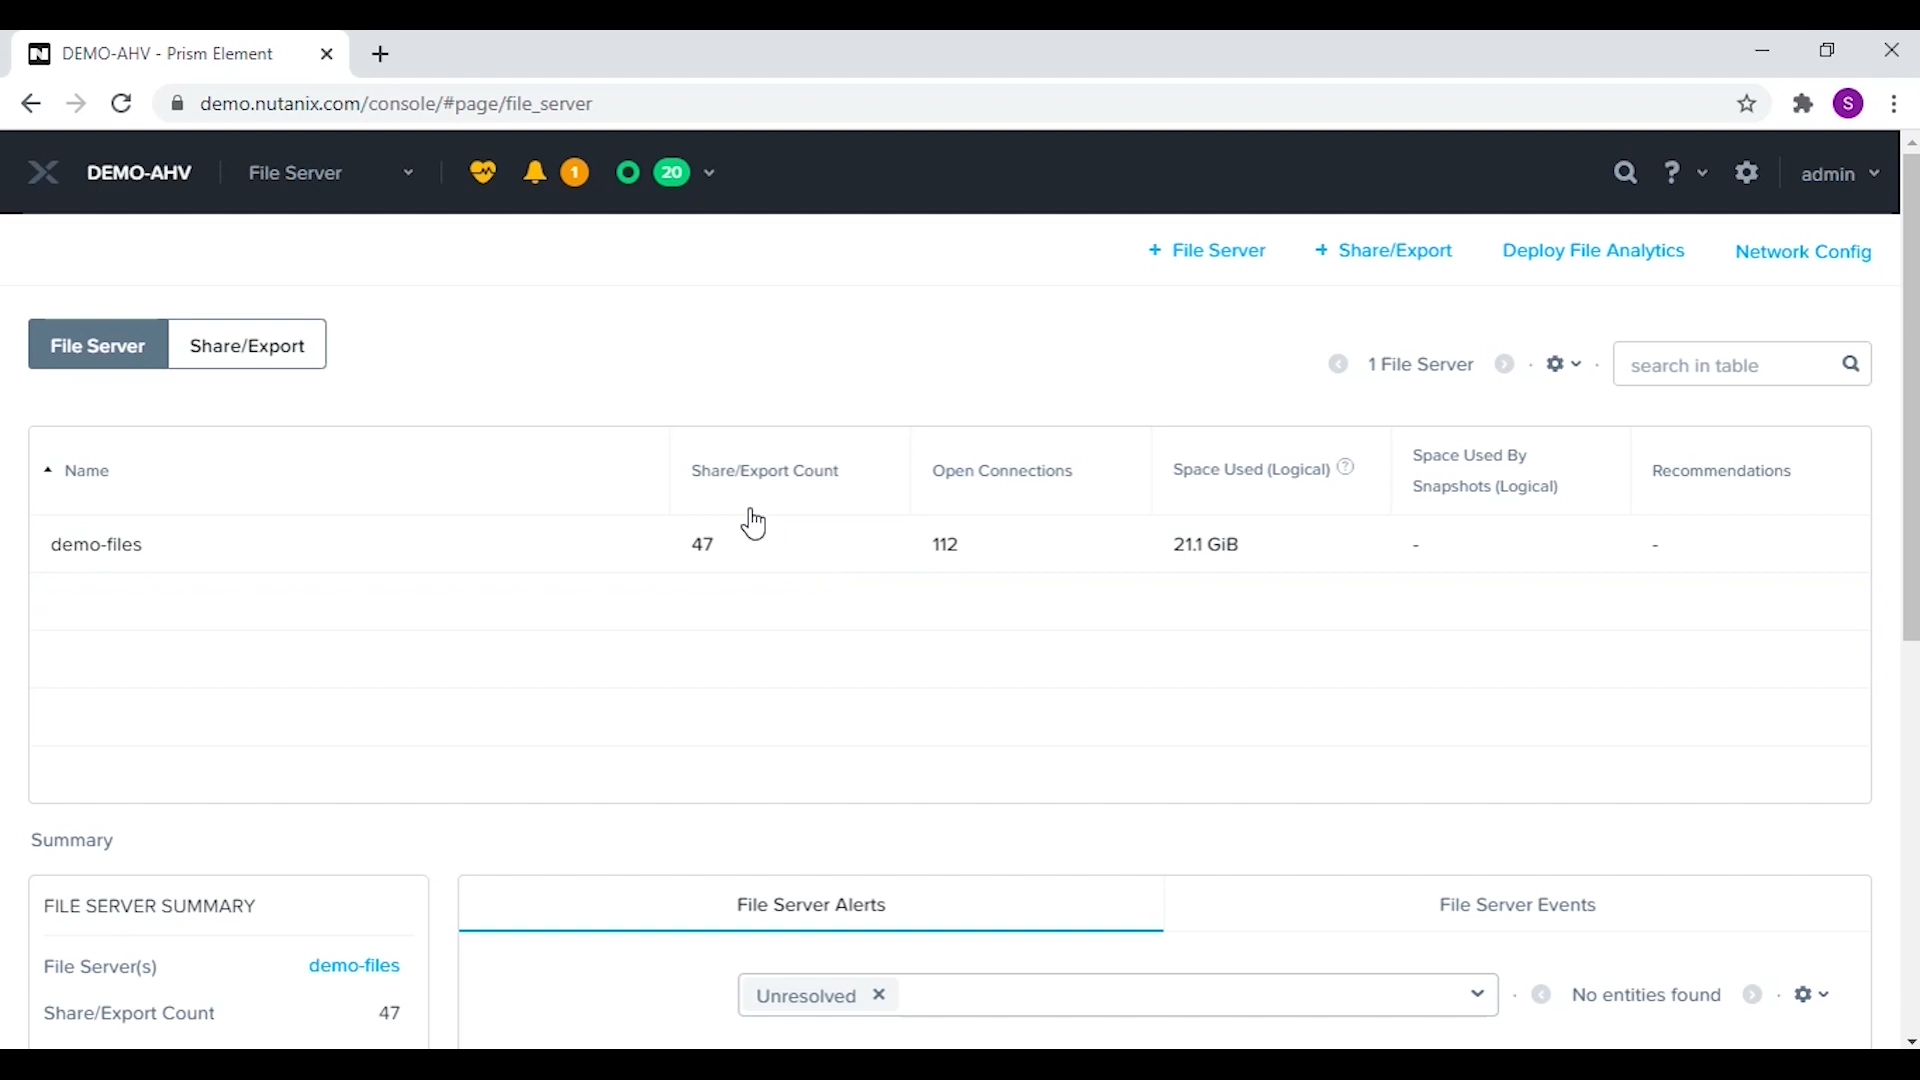 DEMO-AHV - Prism Element
demo.nutanix.com/console/#page/file_server
S
DEMO-AHV File Server 1 20 ? admin
+ File Server + Share/Export Deploy File Analytics Network Config
File Server Share/Export
1 File Server search in table
Name Share/Export Count Open Connections Space Used (Logical) ? Space Used By Snapshots (Logical) Recommendations
demo-files 47 112 21.1 GiB - -
Summary
FILE SERVER SUMMARY File Server Alerts File Server Events
File Server(s) demo-files
Unresolved No entities found
Share/Export Count 47